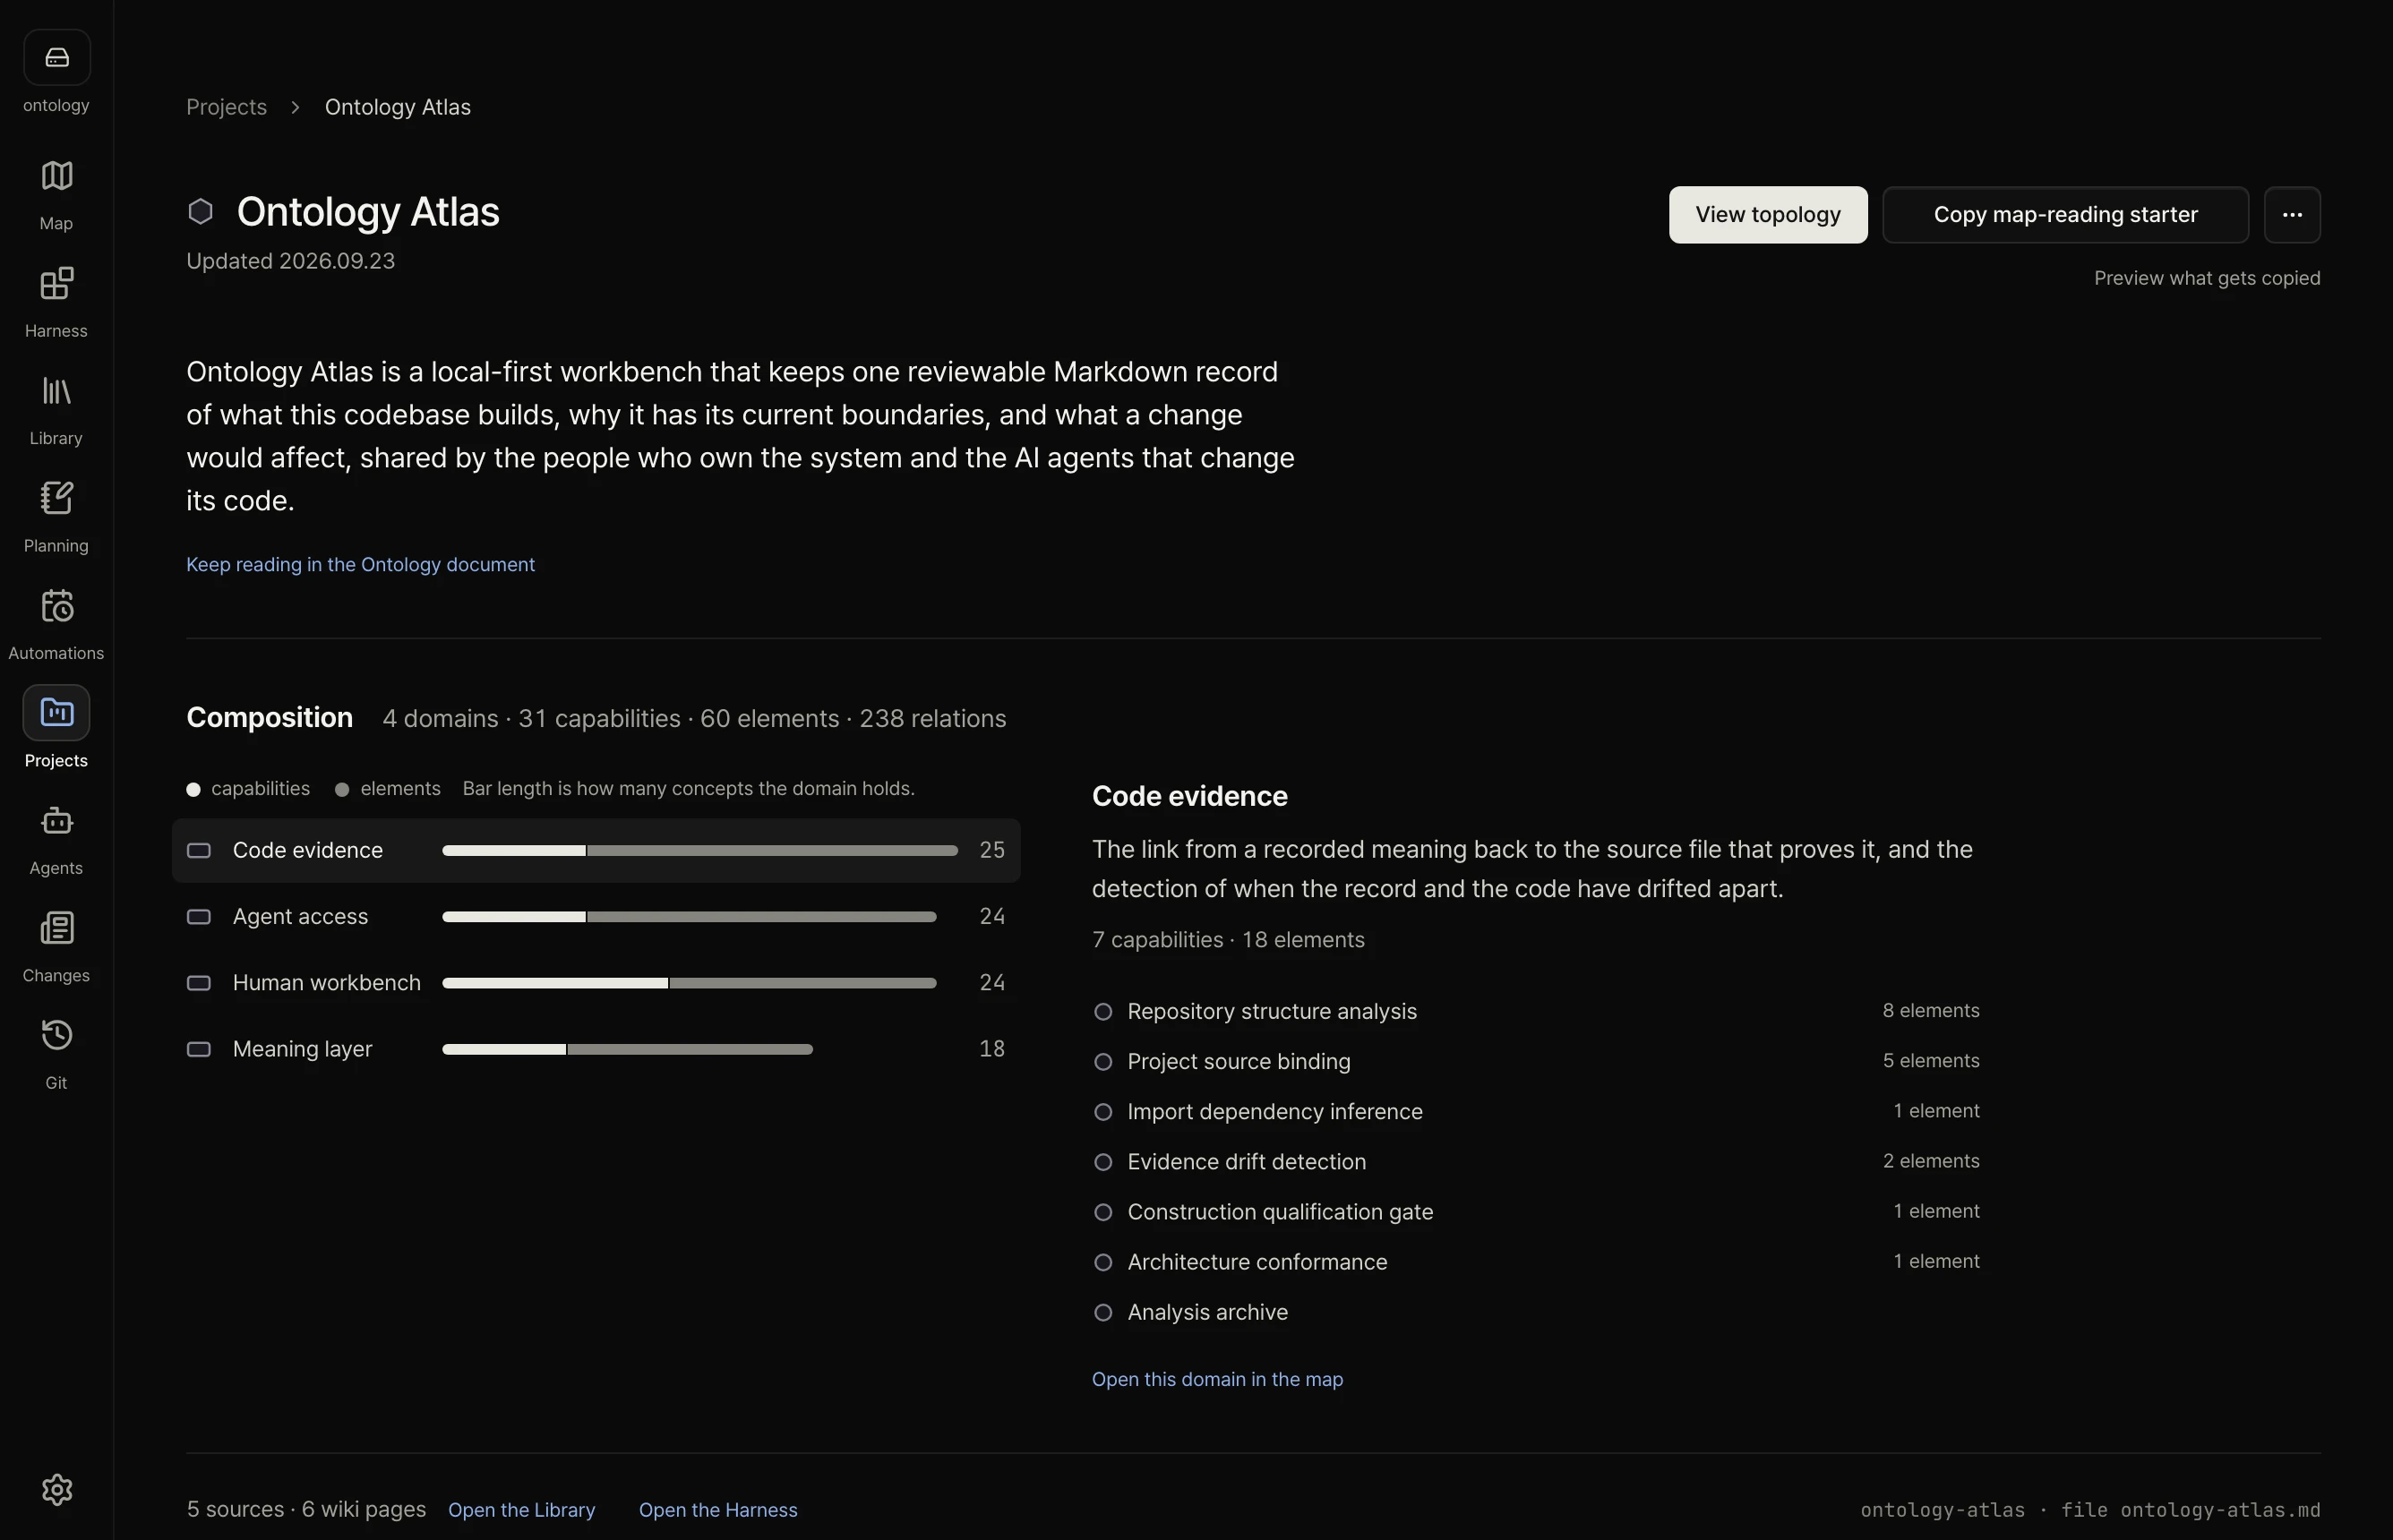 ontology
Map
Harness
Library
Planning
Automations
Projects
Agents
Changes
Git
Projects > Ontology Atlas
Ontology Atlas
Updated 2026.09.23
View topology
Copy map-reading starter
Preview what gets copied
Ontology Atlas is a local-first workbench that keeps one reviewable Markdown record
of what this codebase builds, why it has its current boundaries, and what a change
would affect, shared by the people who own the system and the AI agents that change
its code.
Keep reading in the Ontology document
Composition 4 domains · 31 capabilities · 60 elements · 238 relations
capabilities elements Bar length is how many concepts the domain holds.
Code evidence 25
Agent access 24
Human workbench 24
Meaning layer 18
Code evidence
The link from a recorded meaning back to the source file that proves it, and the
detection of when the record and the code have drifted apart.
7 capabilities · 18 elements
Repository structure analysis 8 elements
Project source binding 5 elements
Import dependency inference 1 element
Evidence drift detection 2 elements
Construction qualification gate 1 element
Architecture conformance 1 element
Analysis archive
Open this domain in the map
5 sources · 6 wiki pages Open the Library Open the Harness
ontology-atlas · file ontology-atlas.md